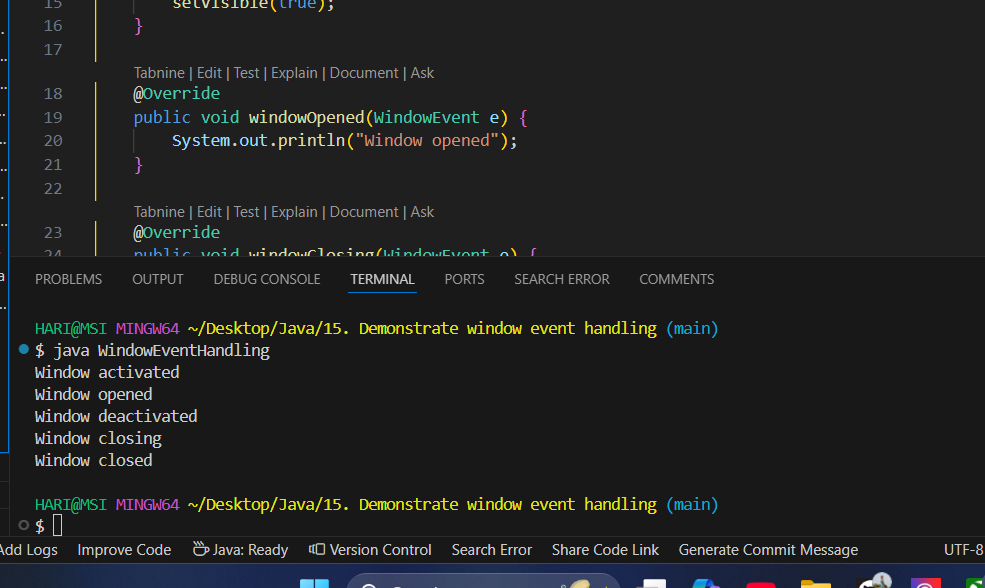 15 setVisible(true);
16 }
17
Tabnine | Edit | Test | Explain | Document | Ask
18 @Override
19 public void windowOpened(WindowEvent e) {
20 System.out.println("Window opened");
21 }
22
Tabnine | Edit | Test | Explain | Document | Ask
23 @Override
24 public void windowClosing(WindowEvent e) {
PROBLEMS OUTPUT DEBUG CONSOLE TERMINAL PORTS SEARCH ERROR COMMENTS
HARI@MSI MINGW64 ~/Desktop/Java/15. Demonstrate window event handling (main)
$ java WindowEventHandling
Window activated
Window opened
Window deactivated
Window closing
Window closed
HARI@MSI MINGW64 ~/Desktop/Java/15. Demonstrate window event handling (main)
$
Add Logs Improve Code Java: Ready Version Control Search Error Share Code Link Generate Commit Message UTF-8